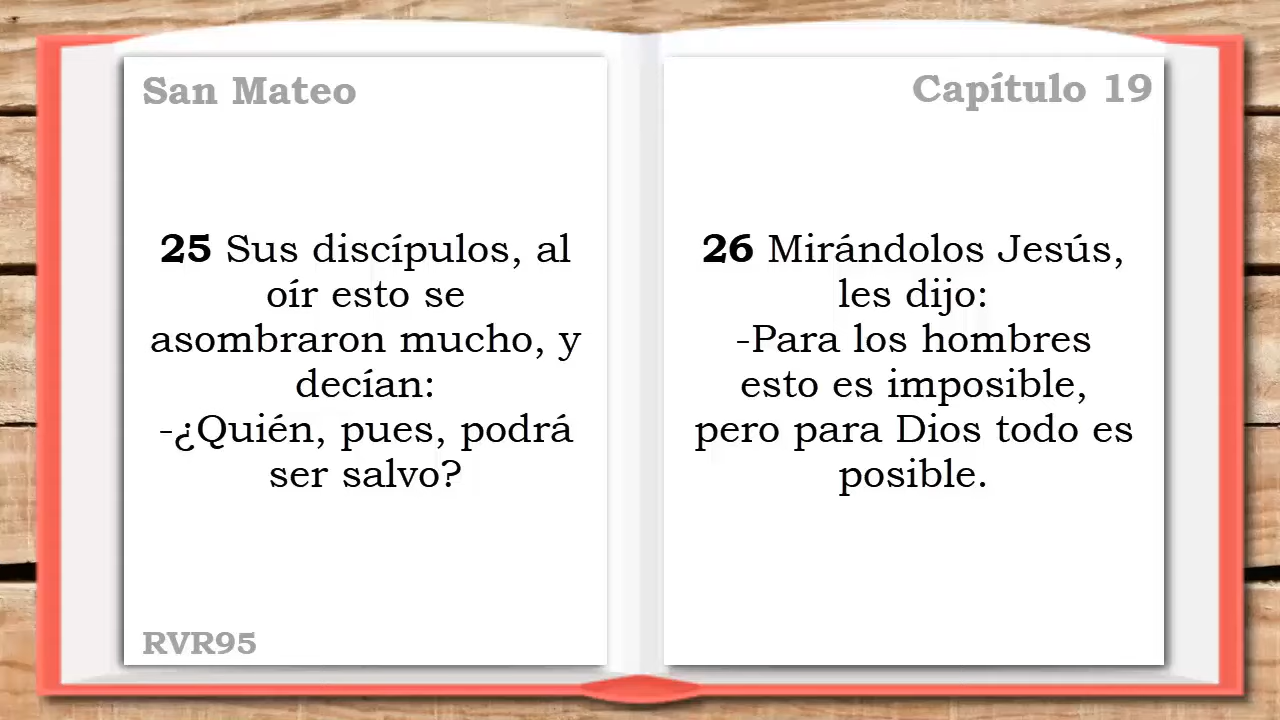 San Mateo
25 Sus discípulos, al
oír esto se
asombraron mucho, y
decían:
-¿Quién, pues, podrá
ser salvo?
RVR95
Capítulo 19
26 Mirándolos Jesús,
les dijo:
-Para los hombres
esto es imposible,
pero para Dios todo es
posible.